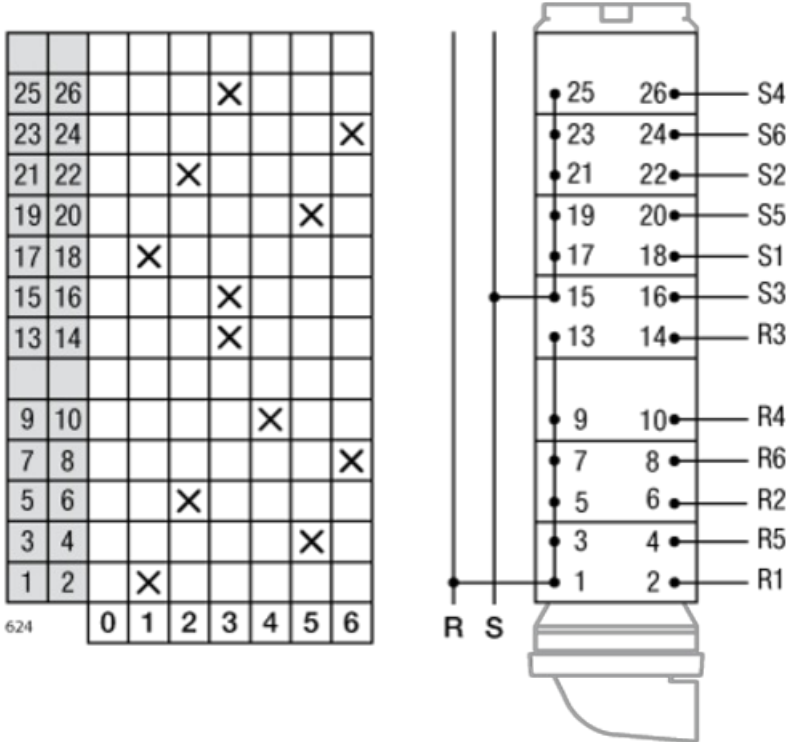 25 26 X
23 24 X
21 22 X
19 20 X
17 18 X
15 16 X
13 14 X
9 10 X
7 8 X
5 6 X
3 4 X
1 2 X
624 0 1 2 3 4 5 6
R S
25 26 S4
23 24 S6
21 22 S2
19 20 S5
17 18 S1
15 16 S3
13 14 R3
9 10 R4
7 8 R6
5 6 R2
3 4 R5
1 2 R1